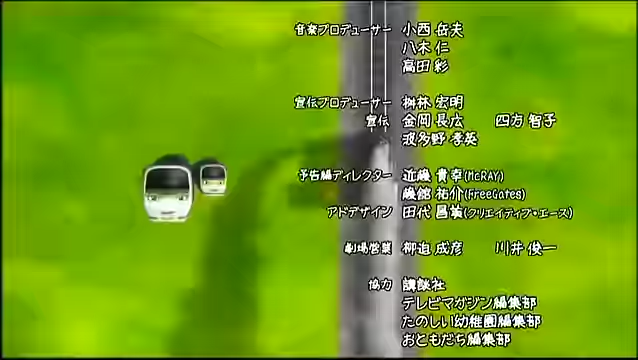 音楽プロデューサー 小西 岳夫
八木 仁
高田 彩
宣伝プロデューサー 桝林 宏明
宣伝 金岡 長広 四方 智子
波多野 孝英
予告編ディレクター 近藤 貴幸(McRAY)
飯舘 祐介(FreeGates)
アドデザイン 田代 昌敬(クリエイティブ・エース)
劇場営業 柳迫 成彦 川井 俊一
協力 講談社
テレビマガジン編集部
たのしい幼稚園編集部
おともだち編集部